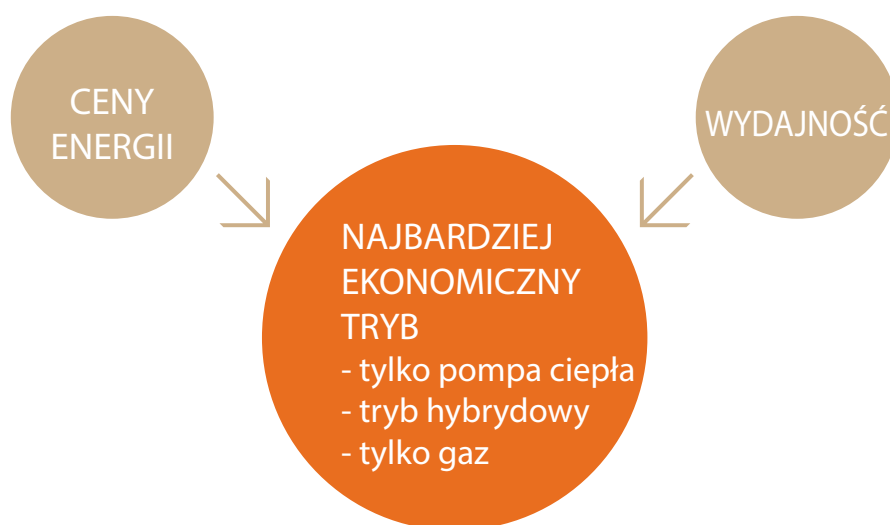 CENY
ENERGII
WYDAJNOŚĆ
NAJBARDZIEJ
EKONOMICZNY
TRYB
- tylko pompa ciepła
- tryb hybrydowy
- tylko gaz